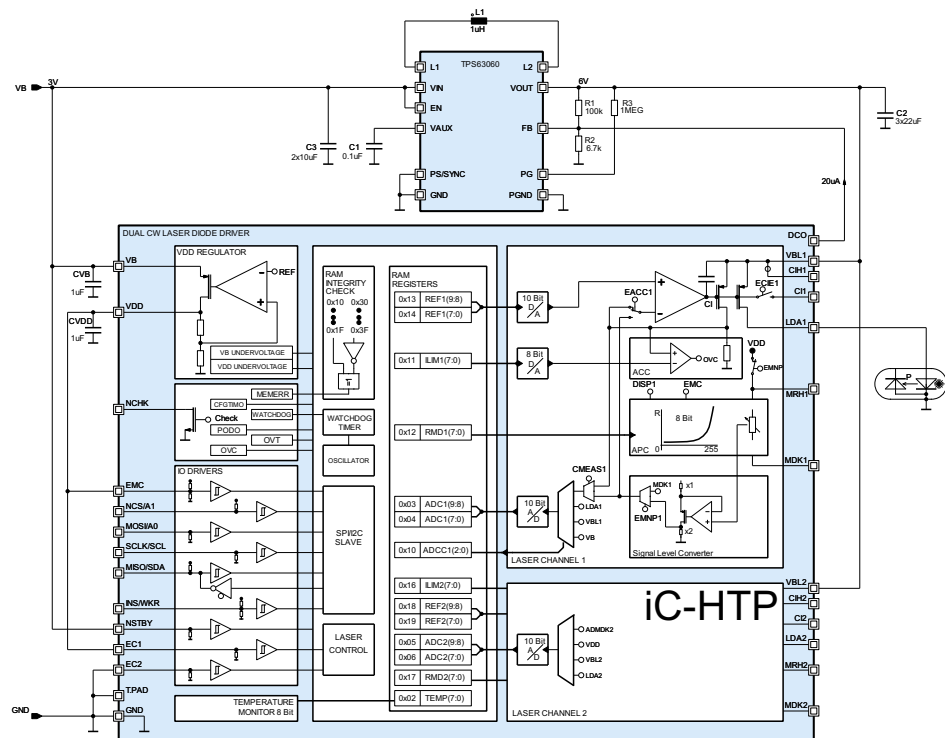 L1
1uH
TPS63060
L1
L2
VB
3V
VIN
VOUT
6V
EN
R1
100k
R3
1MEG
C2
3x22uF
VAUX
FB
C3
2x10uF
C1
0.1uF
R2
6.7k
PS/SYNC
PG
GND
PGND
20uA
DUAL CW LASER DIODE DRIVER
DCO
VDD REGULATOR
VB
REF
CVB
1uF
VDD
CVDD
1uF
VB UNDERVOLTAGE
VDD UNDERVOLTAGE
RAM
INTEGRITY
CHECK
0x10 0x30
0x1F 0x3F
RAM
REGISTERS
0x13 REF1(9:8)
0x14 REF1(7:0)
10 Bit
D/A
0x11 ILIM1(7:0)
8 Bit
D/A
EACC1
CI
ECIE1
VBL1
CIH1
CI1
LDA1
OVC
ACC
VDD
EMNP
MRH1
P
DISP1
EMC
R
8 Bit
APC
0
255
MDK1
NCHK
MEMERR
CFGTIMO
Check
WATCHDOG
PODO
OVT
OVC
WATCHDOG
TIMER
OSCILLATOR
0x12 RMD1(7:0)
IO DRIVERS
EMC
NCS/A1
MOSI/A0
SCLK/SCL
MISO/SDA
INS/WKR
NSTBY
EC1
EC2
T.PAD
GND
GND
SPI/I2C
SLAVE
LASER
CONTROL
TEMPERATURE
MONITOR 8 Bit
0x03 ADC1(9:8)
0x04 ADC1(7:0)
10 Bit
A/D
0x10 ADCC1(2:0)
CMEAS1
LDA1
VBL1
VB
MDK1
EMNP1
x1
x2
Signal Level Converter
LASER CHANNEL 1
0x16 ILIM2(7:0)
0x18 REF2(9:8)
0x19 REF2(7:0)
0x05 ADC2(9:8)
0x06 ADC2(7:0)
0x17 RMD2(7:0)
0x02 TEMP(7:0)
10 Bit
A/D
ADMDK2
VDD
VBL2
LDA2
iC-HTP
LASER CHANNEL 2
VBL2
CIH2
CI2
LDA2
MRH2
MDK2